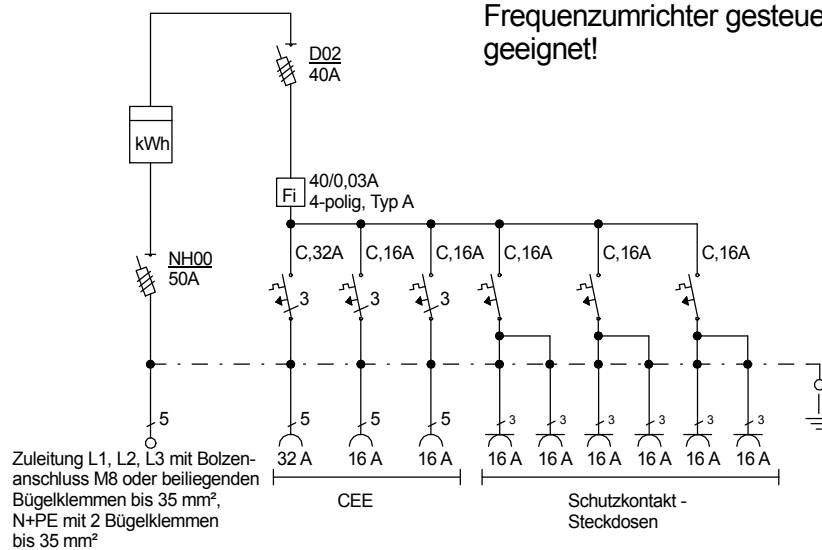 Frequenzumrichter gesteue
geeignet!
D02
40A
kWh
Fi
40/0,03A
4-polig, Typ A
NH00
50A
C,32A
C,16A
C,16A
C,16A
C,16A
C,16A
3
3
3
5
5
5
5
3
3
3
3
3
3
32 A
16 A
16 A
16 A
16 A
16 A
16 A
16 A
16 A
Zuleitung L1, L2, L3 mit Bolzen-
anschluss M8 oder beiliegenden
Bügelklemmen bis 35 mm²,
N+PE mit 2 Bügelklemmen
bis 35 mm²
CEE
Schutzkontakt -
Steckdosen